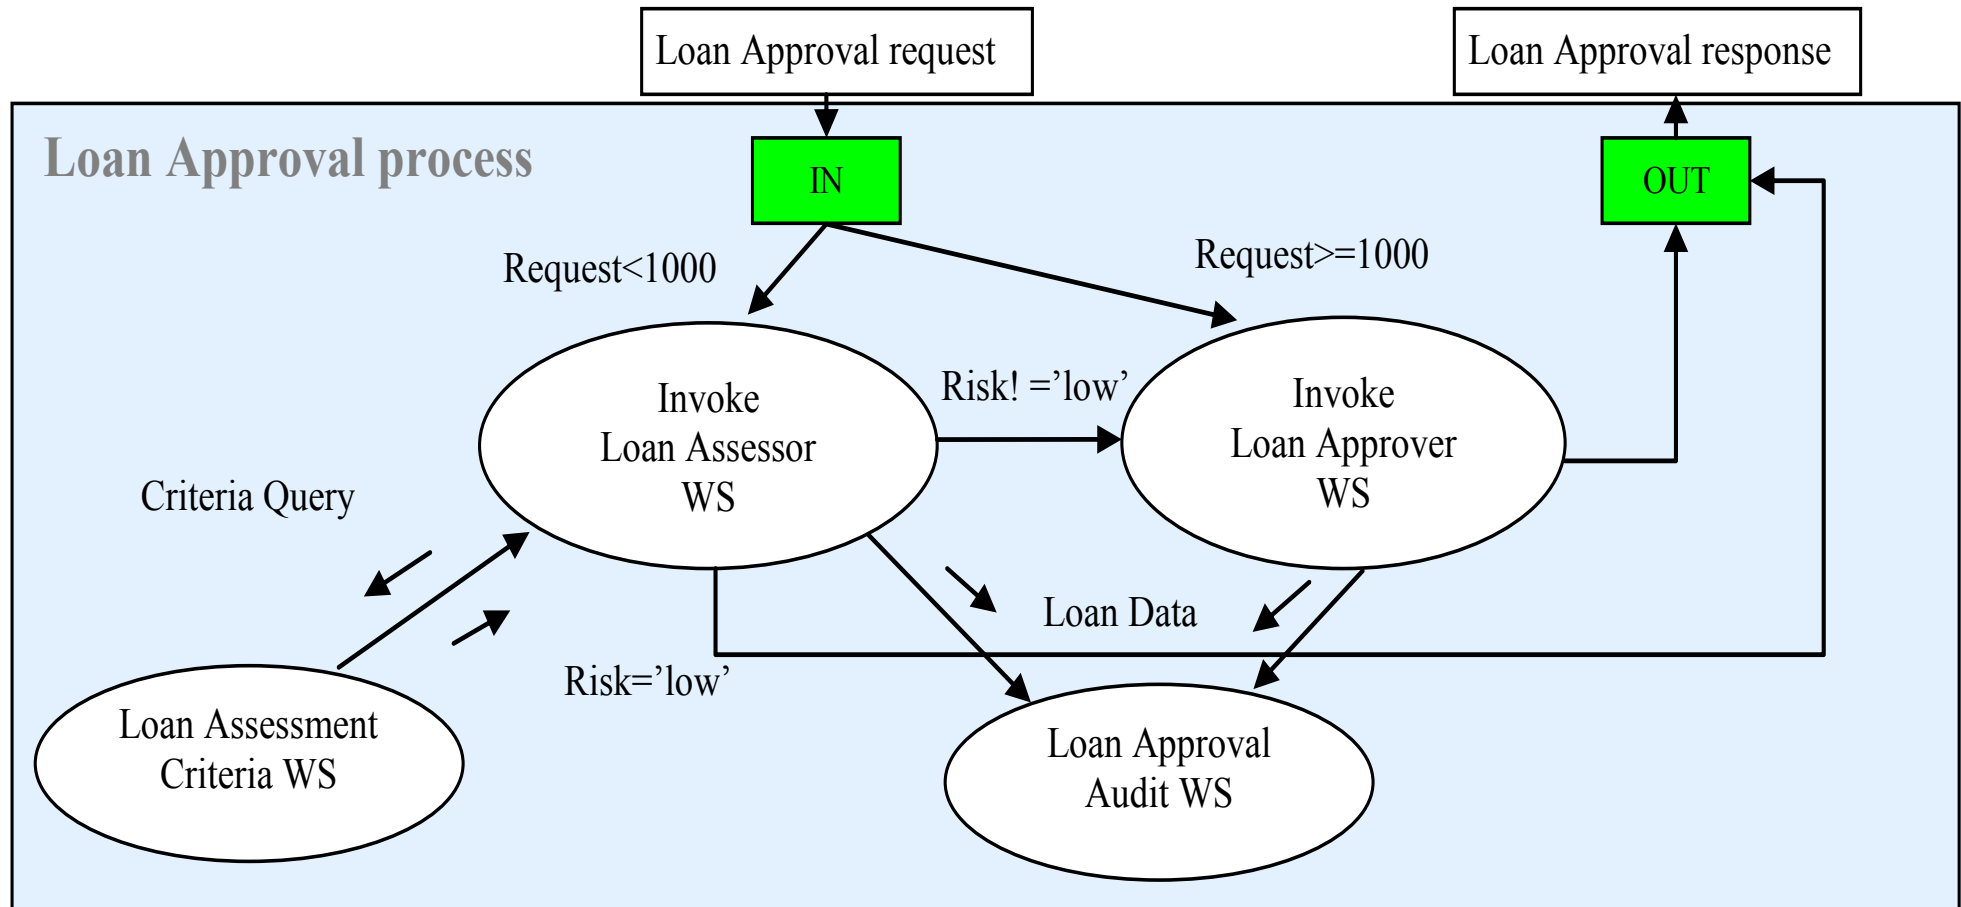 Loan Approval request
Loan Approval response
Loan Approval process
IN
OUT
Request<1000
Request>=1000
Invoke
Loan Assessor
WS
Risk! =’low’
Invoke
Loan Approver
WS
Criteria Query
Loan Data
Risk=’low’
Loan Assessment
Criteria WS
Loan Approval
Audit WS